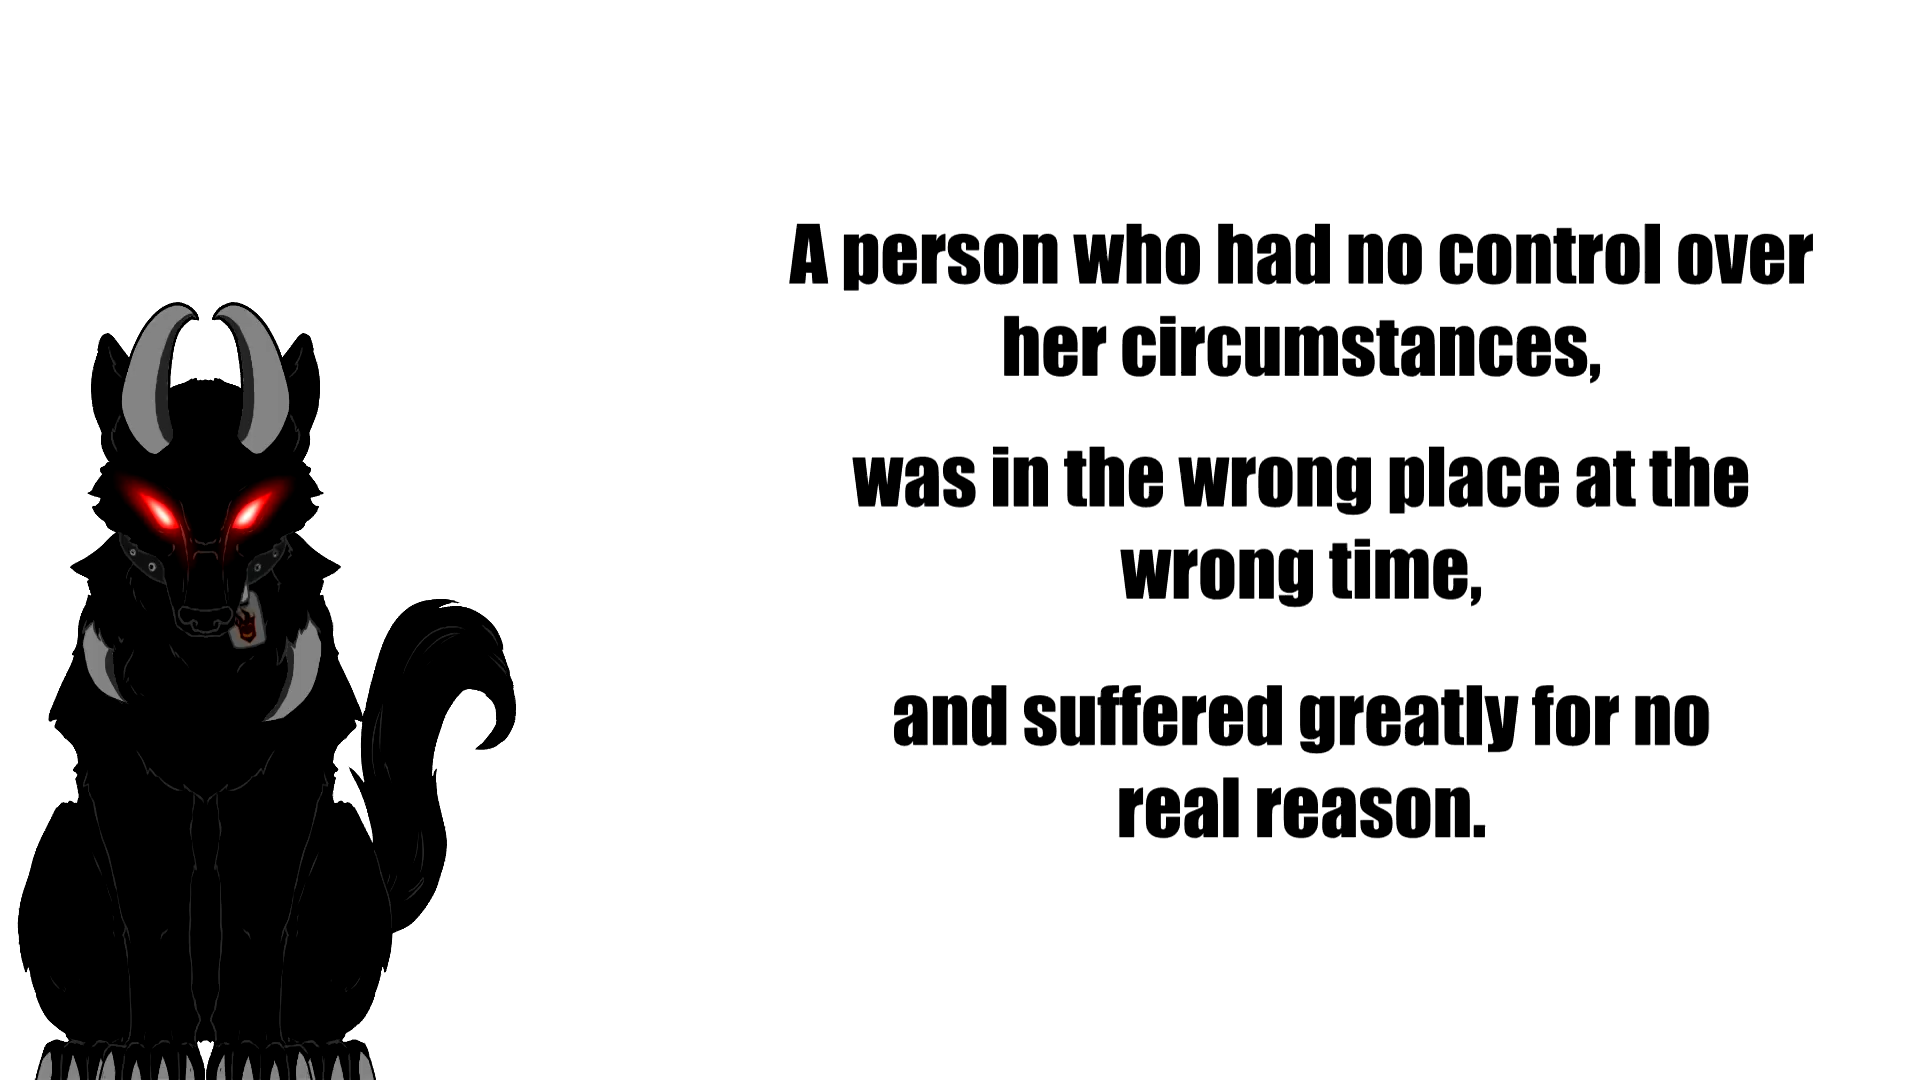 A person who had no control over
her circumstances,
was in the wrong place at the
wrong time,
and suffered greatly for no
real reason.